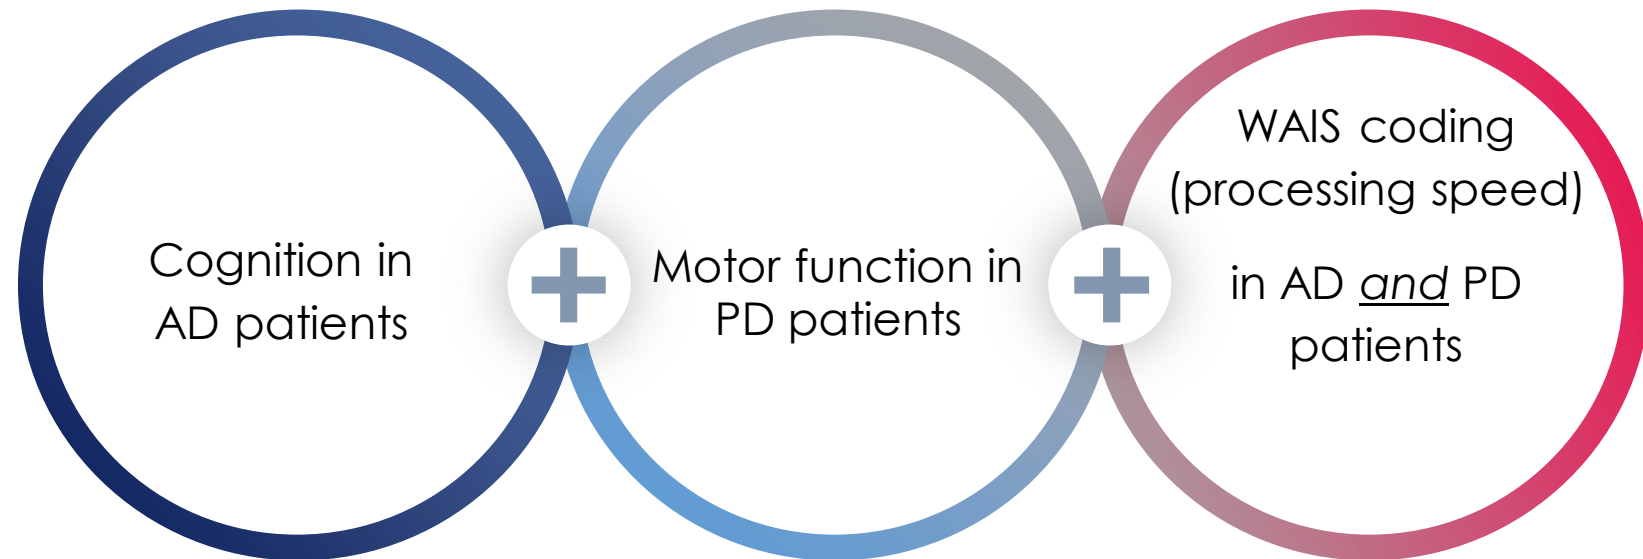 Cognition in
AD patients
Motor function in
PD patients
WAIS coding
(processing speed)
in AD and PD
patients